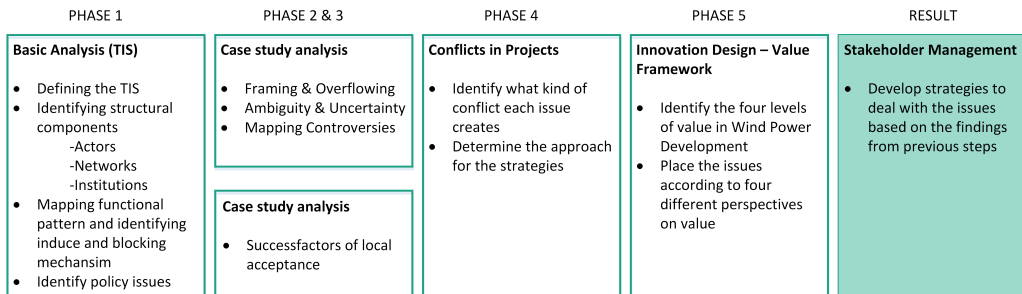 PHASE 1
Basic Analysis (TIS)
• Defining the TIS
• Identifying structural
components
-Actors
-Networks
-Institutions
• Mapping functional
pattern and identifying
induce and blocking
mechansim
• Identify policy issues
PHASE 2 & 3
Case study analysis
• Framing & Overflowing
• Ambiguity & Uncertainty
• Mapping Controversies
Case study analysis
• Successfactors of local
acceptance
PHASE 4
Conflicts in Projects
• Identify what kind of
conflict each issue
creates
• Determine the approach
for the strategies
PHASE 5
Innovation Design – Value
Framework
• Identify the four levels
of value in Wind Power
Development
• Place the issues
according to four
different perspectives
on value
RESULT
Stakeholder Management
• Develop strategies to
deal with the issues
based on the findings
from previous steps